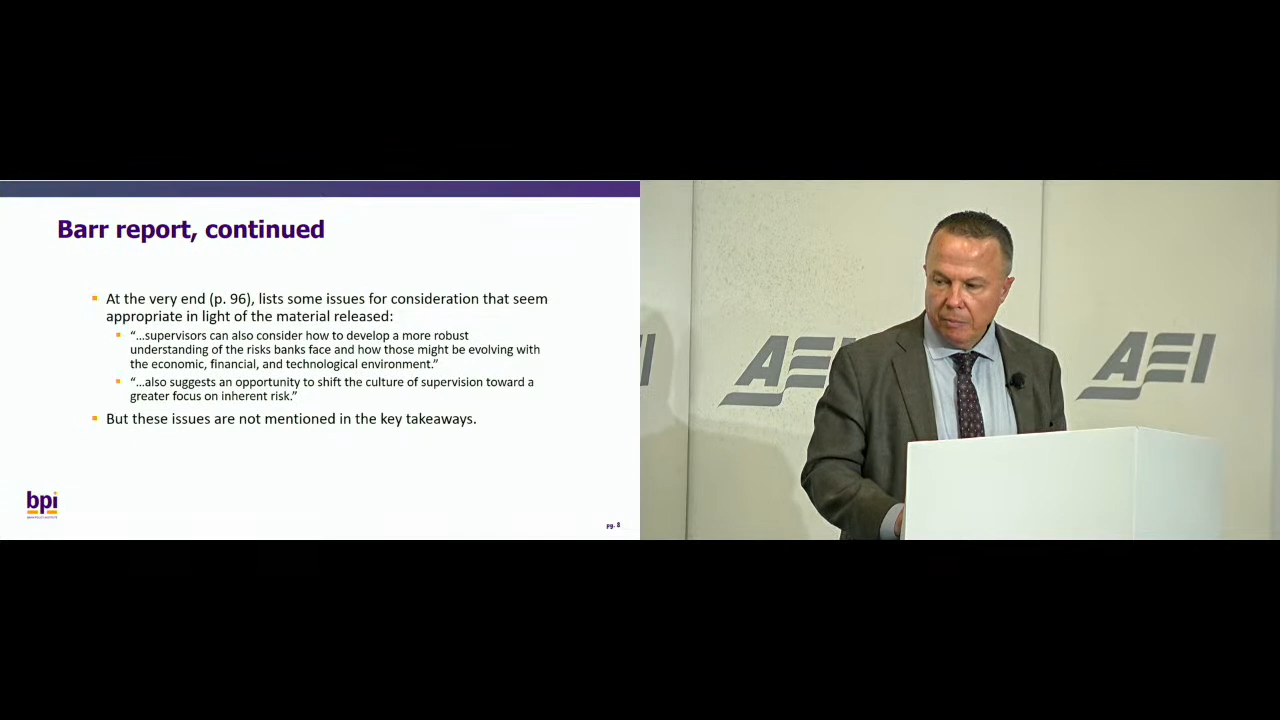 Barr report, continued
At the very end (p. 96), lists some issues for consideration that seem
appropriate in light of the material released:
"…supervisors can also consider how to develop a more robust
understanding of the risks banks face and how those might be evolving with
the economic, financial, and technological environment."
"…also suggests an opportunity to shift the culture of supervision toward a
greater focus on inherent risk."
But these issues are not mentioned in the key takeaways.
bpi
pg. 8
AEI
AEI